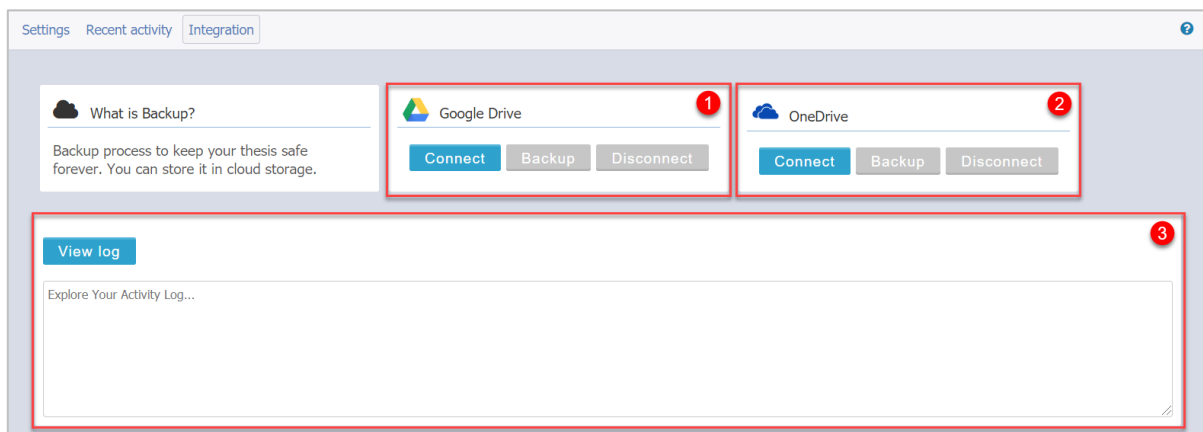 Settings Recent activity Integration
What is Backup?
Backup process to keep your thesis safe
forever. You can store it in cloud storage.
Google Drive 1
Connect Backup Disconnect
OneDrive 2
Connect Backup Disconnect
3
View log
Explore Your Activity Log...